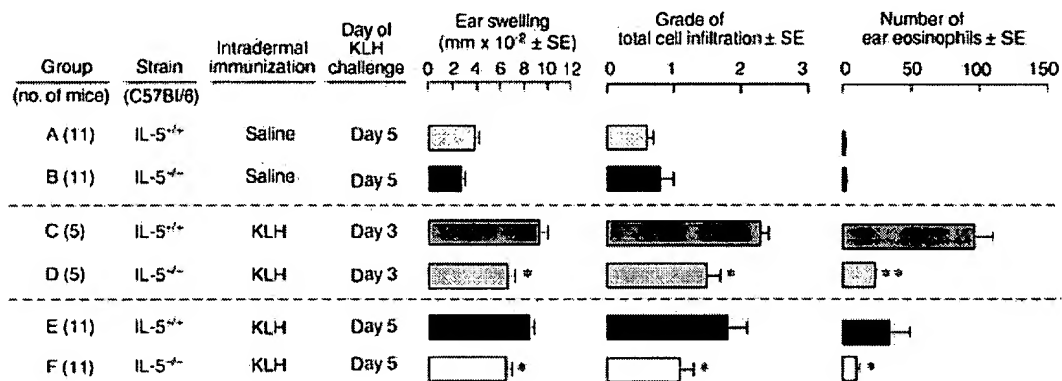 Group (no. of mice)
Strain (C57Bl/6)
Intradermal immunization
Day of KLH challenge
Ear swelling (mm x 10⁻² ± SE)
0 2 4 6 8 10 12
Grade of total cell infiltration ± SE
0 1 2 3
Number of ear eosinophils ± SE
0 50 100 150
A (11) IL-5⁺/⁺ Saline Day 5
B (11) IL-5⁻/⁻ Saline Day 5
C (5) IL-5⁺/⁺ KLH Day 3
D (5) IL-5⁻/⁻ KLH Day 3 * * **
E (11) IL-5⁺/⁺ KLH Day 5
F (11) IL-5⁻/⁻ KLH Day 5 * * *